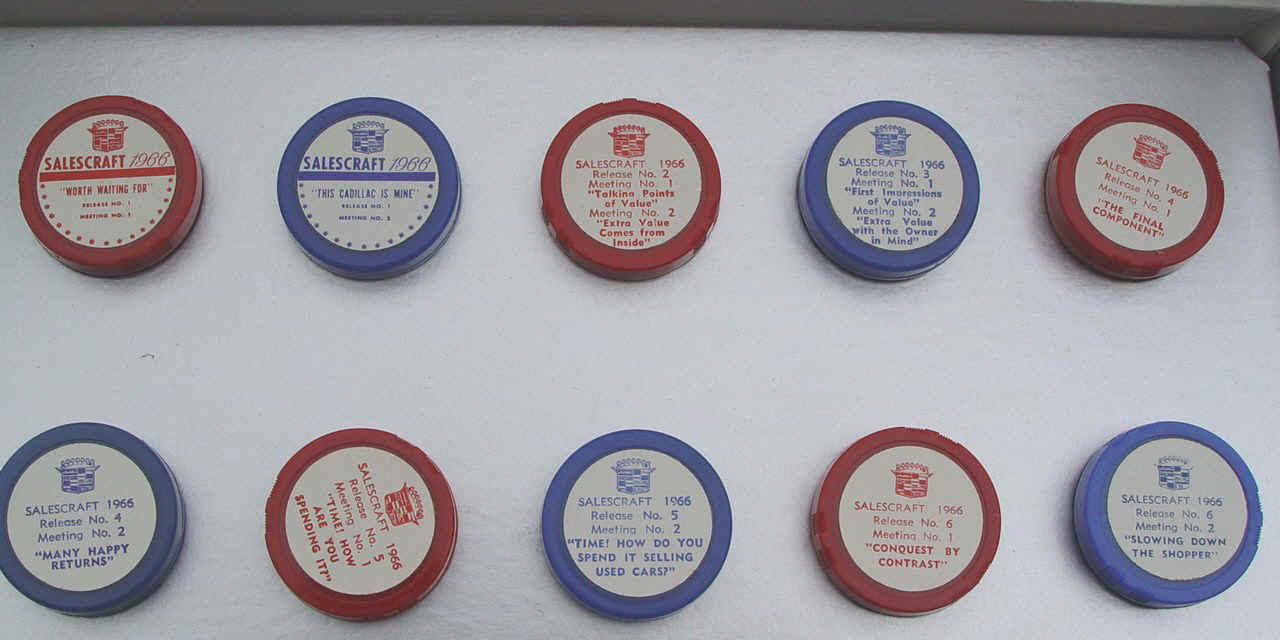 SALESCRAFT 1966
"WORTH WAITING FOR"
RELEASE NO. 1
MEETING NO. 1
SALESCRAFT 1966
"THIS CADILLAC IS MINE"
RELEASE NO. 1
MEETING NO. 2
SALESCRAFT 1966
Release No. 2
Meeting No. 1
"Talking Points
of Value"
Meeting No. 2
"Extra Value
Comes from
Inside"
SALESCRAFT 1966
Release No. 3
Meeting No. 1
"First Impressions
of Value"
Meeting No. 2
"Extra Value
with the Owner
in Mind"
SALESCRAFT 1966
Release No. 4
Meeting No. 1
"THE FINAL
COMPONENT"
SALESCRAFT 1966
Release No. 4
Meeting No. 2
"MANY HAPPY
RETURNS"
SALESCRAFT 1966
Release No. 5
Meeting No. 1
"TIME! HOW
ARE YOU
SPENDING IT?"
SALESCRAFT 1966
Release No. 5
Meeting No. 2
"TIME! HOW DO YOU
SPEND IT SELLING
USED CARS?"
SALESCRAFT 1966
Release No. 6
Meeting No. 1
"CONQUEST BY
CONTRAST"
SALESCRAFT 1966
Release No. 6
Meeting No. 2
"SLOWING DOWN
THE SHOPPER"